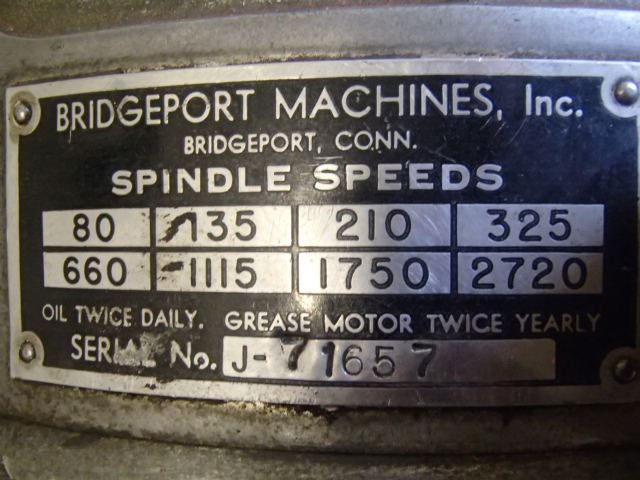 BRIDGEPORT MACHINES, Inc.
BRIDGEPORT, CONN.
SPINDLE SPEEDS
80 135 210 325
660 1115 1750 2720
OIL TWICE DAILY. GREASE MOTOR TWICE YEARLY
SERIAL No. J-71657